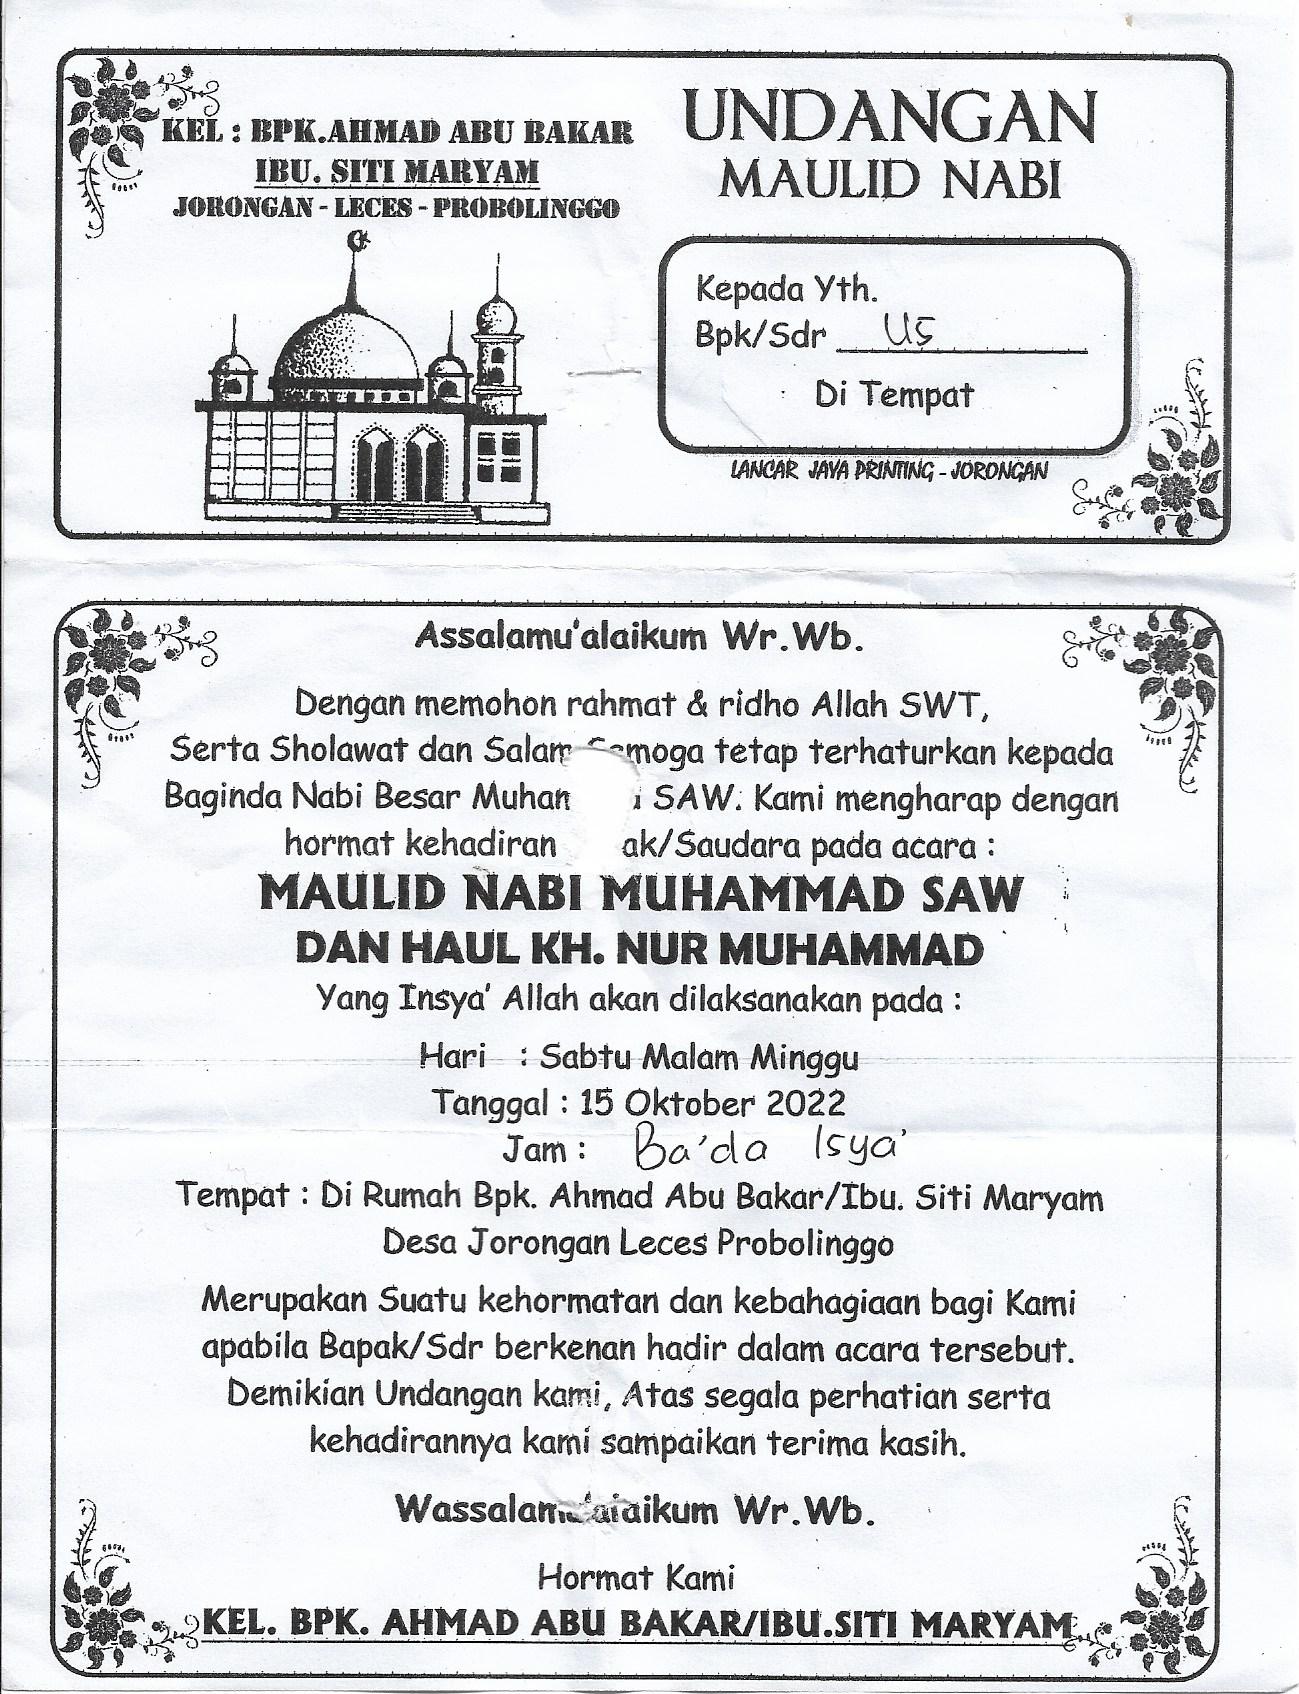 KEL : BPK.AHMAD ABU BAKAR
IBU. SITI MARYAM
JORONGAN - LECES - PROBOLINGGO
UNDANGAN
MAULID NABI
Kepada Yth.
Bpk/Sdr Us
Di Tempat
LANCAR JAYA PRINTING - JORONGAN
Assalamu'alaikum Wr.Wb.
Dengan memohon rahmat & ridho Allah SWT,
Serta Sholawat dan Salam Semoga tetap terhaturkan kepada
Baginda Nabi Besar SAW. Kami mengharap dengan
hormat kehadiran ak/Saudara pada acara :
MAULID NABI MUHAMMAD SAW
DAN HAUL KH. NUR MUHAMMAD
Yang Insya' Allah akan dilaksanakan pada :
Hari : Sabtu Malam Minggu
Tanggal : 15 Oktober 2022
Jam : Ba'da Isya'
Tempat : Di Rumah Bpk. Ahmad Abu Bakar/Ibu. Siti Maryam
Desa Jorongan Leces Probolinggo
Merupakan Suatu kehormatan dan kebahagiaan bagi Kami
apabila Bapak/Sdr berkenan hadir dalam acara tersebut.
Demikian Undangan kami, Atas segala perhatian serta
kehadirannya kami sampaikan terima kasih.
Wassalamu'alaikum Wr.Wb.
Hormat Kami
KEL. BPK. AHMAD ABU BAKAR/IBU.SITI MARYAM